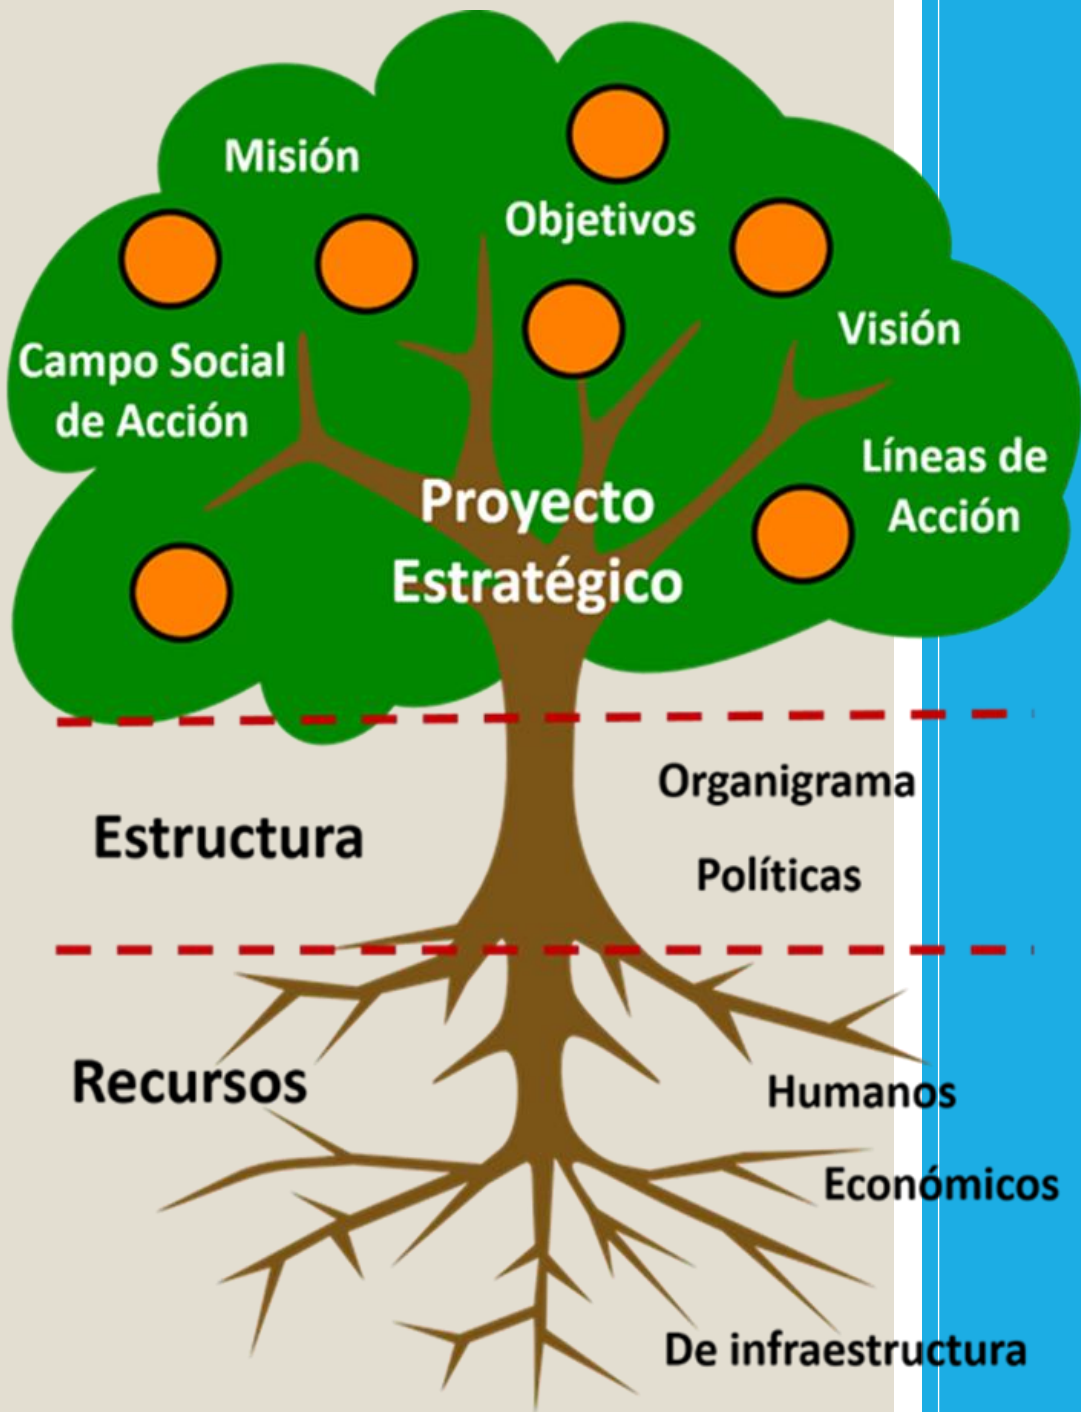 Misión
Objetivos
Visión
Campo Social
de Acción
Líneas de
Acción
Proyecto
Estratégico
Organigrama
Estructura
Políticas
Recursos
Humanos
Económicos
De infraestructura